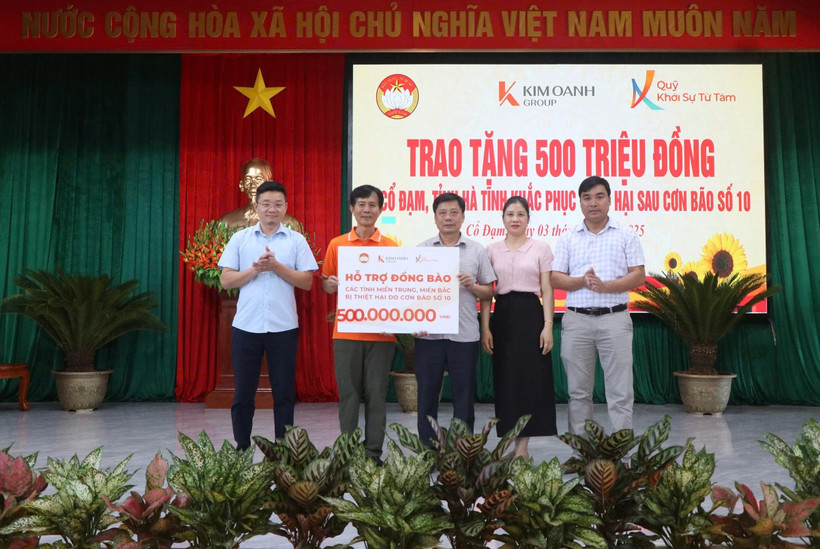 NƯỚC CỘNG HÒA XÃ HỘI CHỦ NGHĨA VIỆT NAM MUÔN NĂM
KIM OANH
GROUP
Quỹ
Khởi Sự Từ Tâm
TRAO TẶNG 500 TRIỆU ĐỒNG
CỔ ĐẠM, TỈNH HÀ TĨNH KHẮC PHỤC HẠI SAU CƠN BÃO SỐ 10
Cổ Đạm, 03
HỖ TRỢ ĐỒNG BÀO
CÁC TỈNH MIỀN TRUNG, MIỀN BẮC
BỊ THIỆT HẠI DO CƠN BÃO SỐ 10
500.000.000 VNĐ